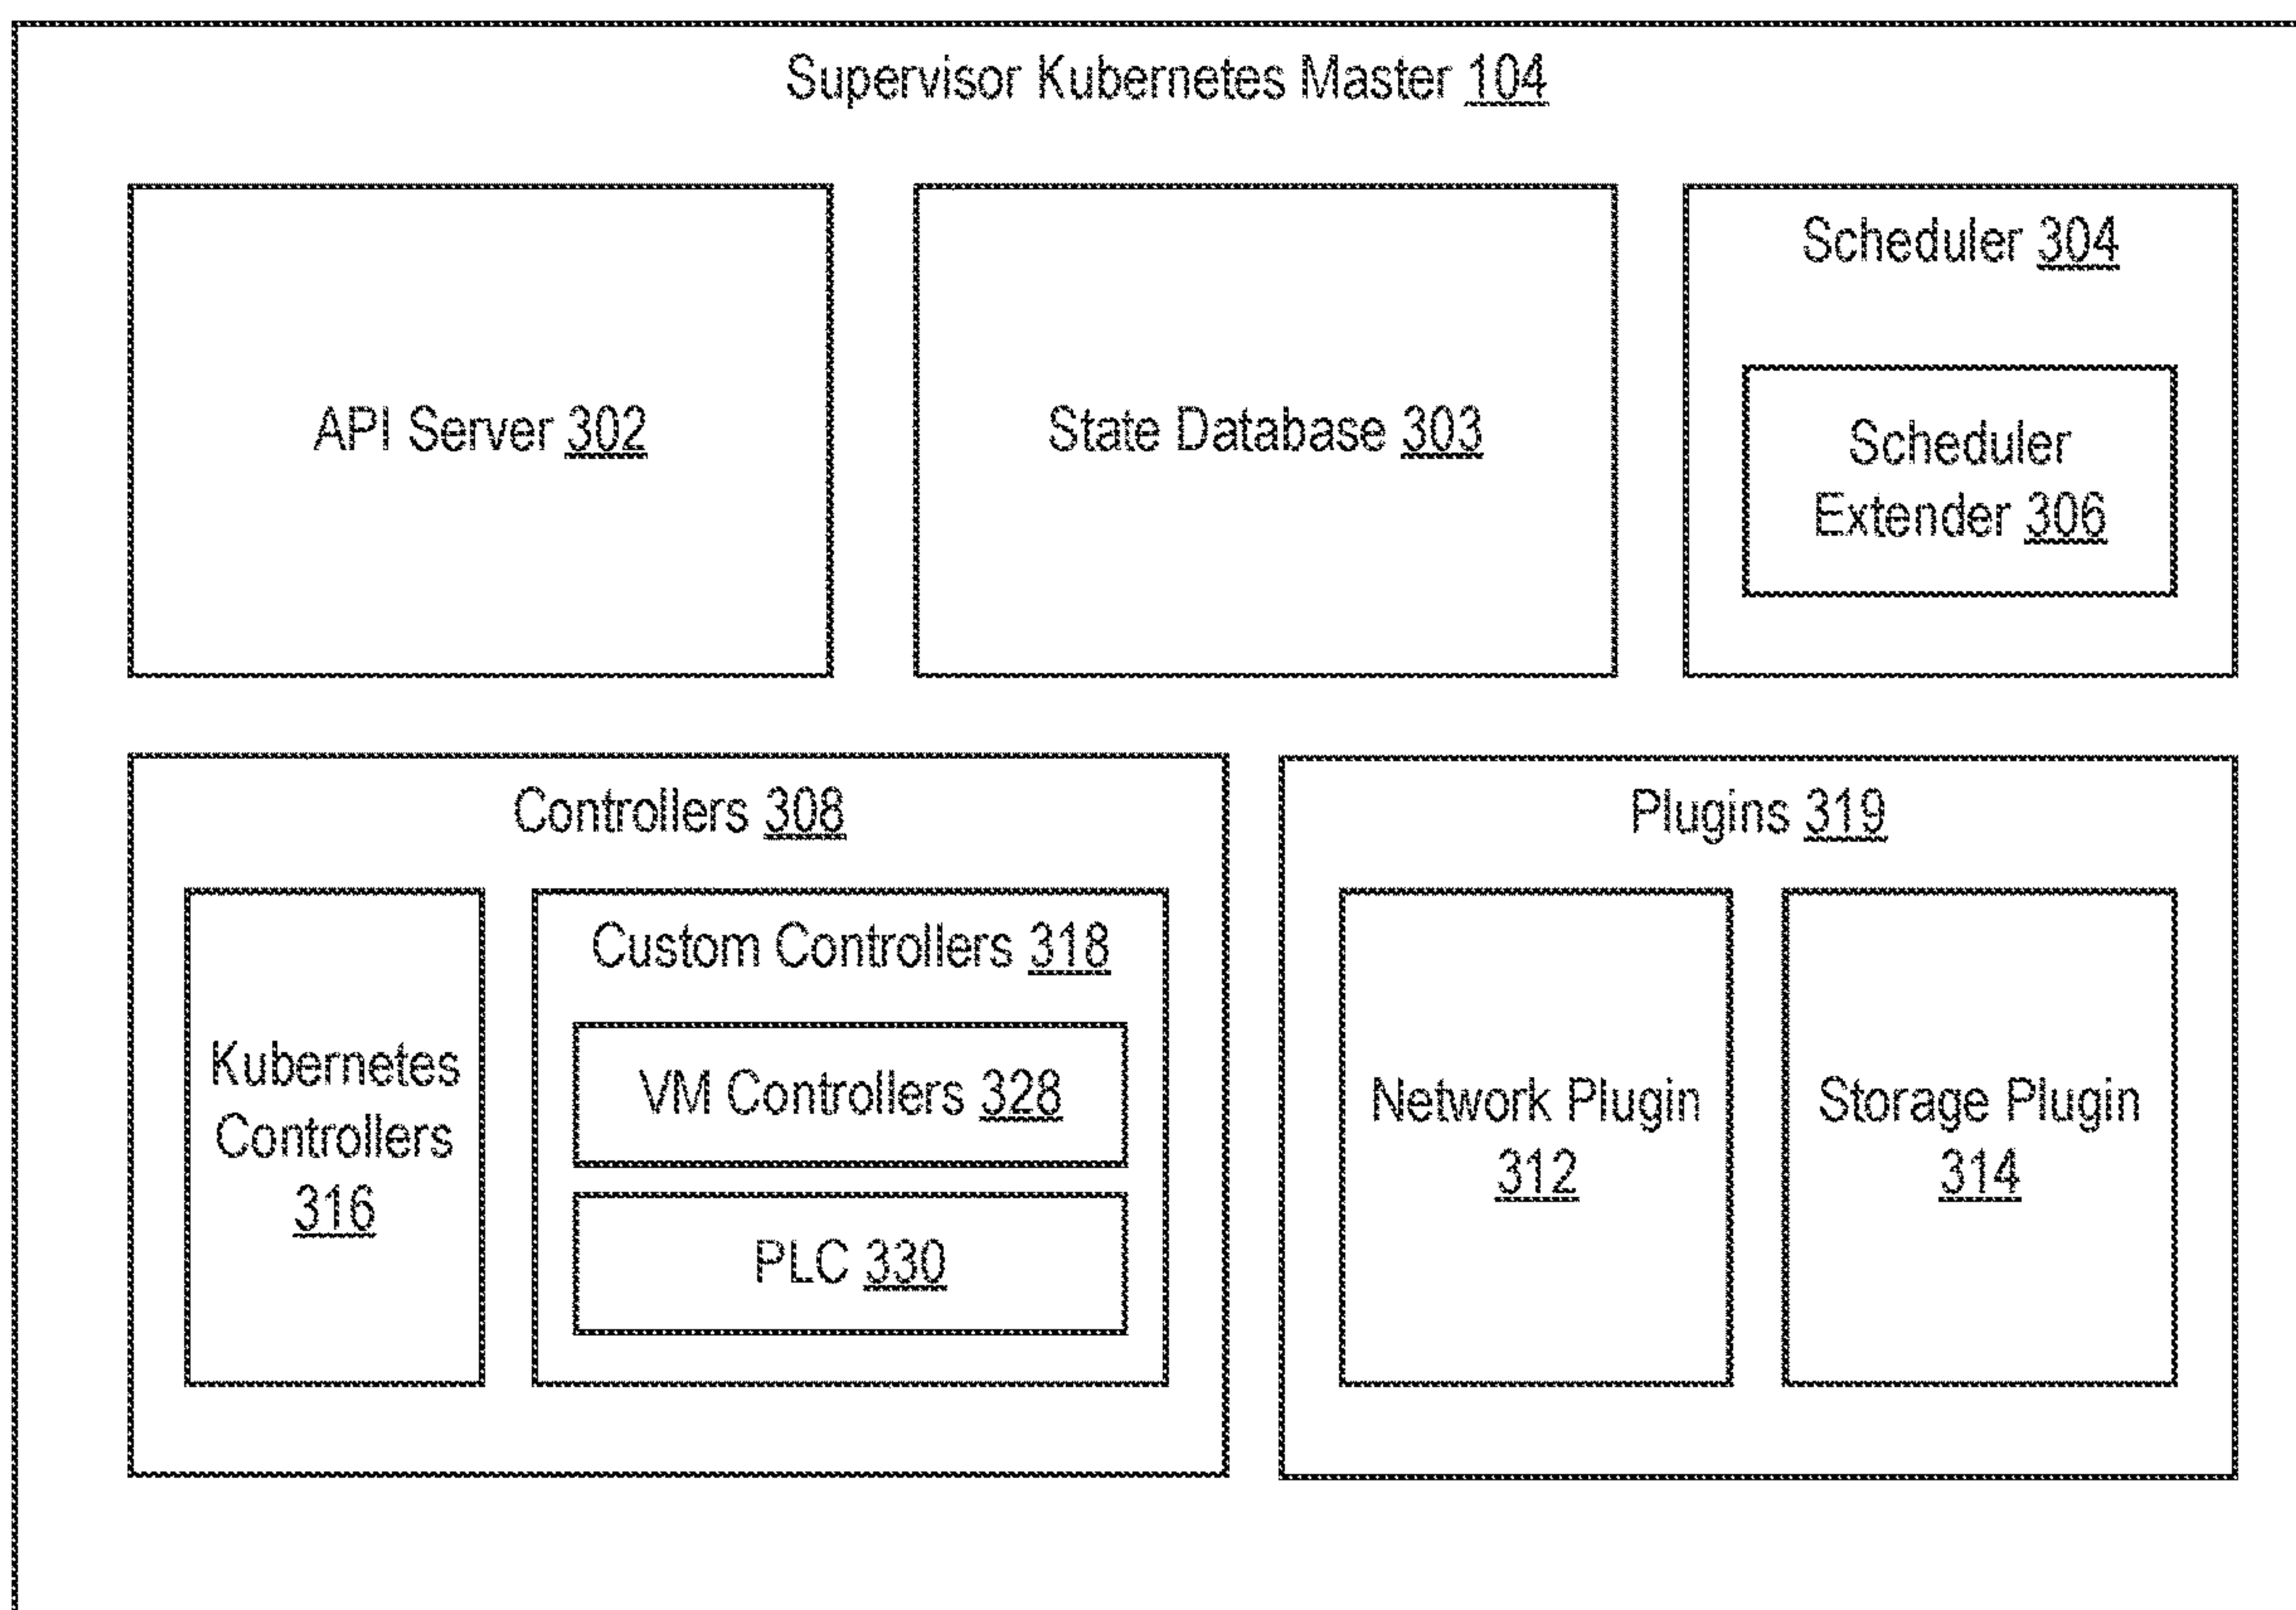 Supervisor Kubernetes Master 104
API Server 302
State Database 303
Scheduler 304
Scheduler
Extender 306
Controllers 308
Kubernetes
Controllers
316
Custom Controllers 318
VM Controllers 328
PLC 330
Plugins 319
Network Plugin
312
Storage Plugin
314